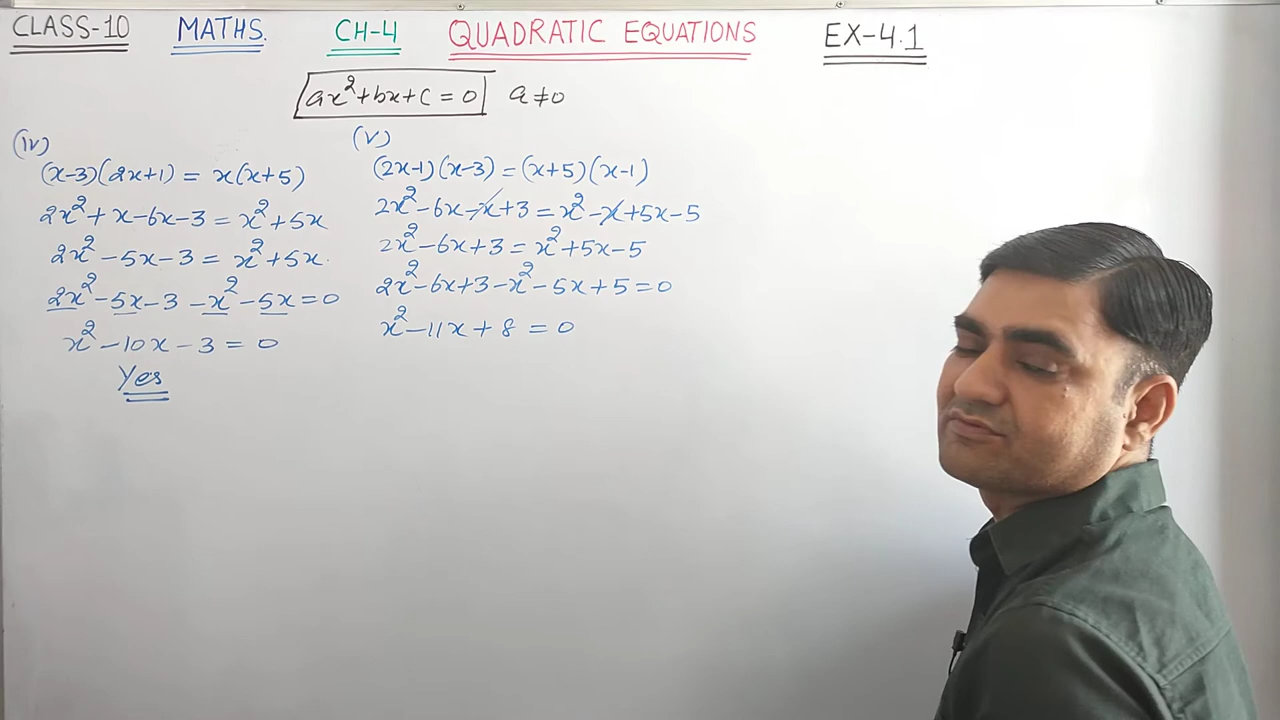 CLASS-10 MATHS. CH-4 QUADRATIC EQUATIONS EX-4.1
ax²+bx+c=0 a≠0
(iv)
(x-3)(2x+1) = x(x+5)
2x²+x-6x-3 = x²+5x
2x²-5x-3 = x²+5x.
2x²-5x-3-x²-5x=0
x²-10x-3=0
Yes
(v)
(2x-1)(x-3)=(x+5)(x-1)
2x²-6x-x+3=x²-x+5x-5
2x²-6x+3=x²+5x-5
2x²-6x+3-x²-5x+5=0
x²-11x+8=0